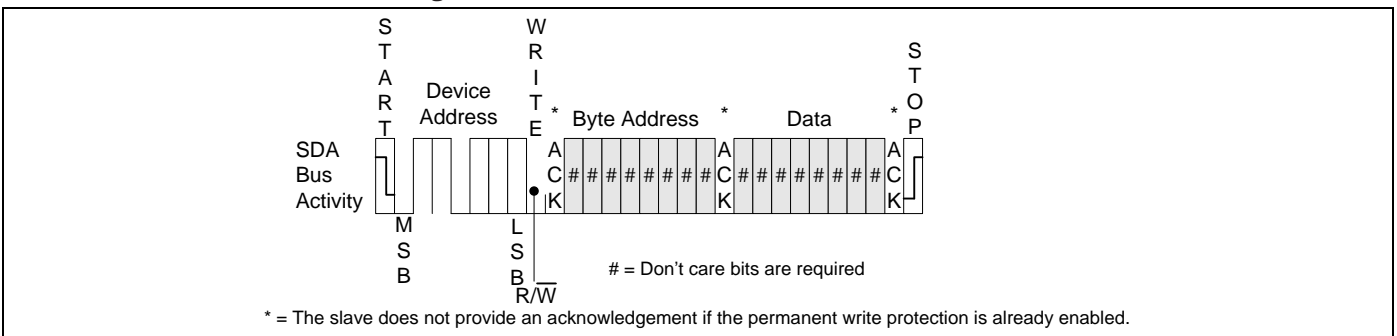 START
WRITE
STOP
Device
Address
* Byte Address * Data *
SDA
Bus
Activity
ACK # # # # # # # # ACK # # # # # # # # ACK
MSB
LSB
R/W̅
# = Don't care bits are required
* = The slave does not provide an acknowledgement if the permanent write protection is already enabled.